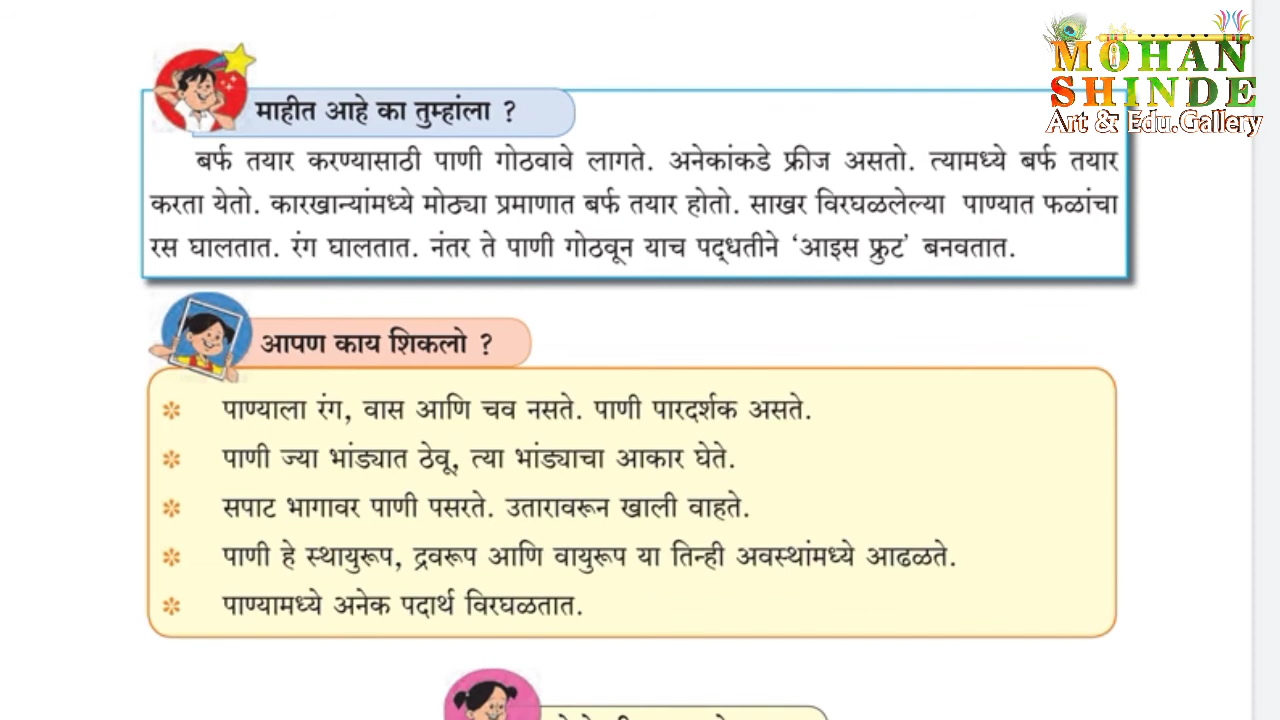 MOHAN
SHINDE
Art & Edu.Gallery
माहीत आहे का तुम्हांला ?
बर्फ तयार करण्यासाठी पाणी गोठवावे लागते. अनेकांकडे फ्रीज असतो. त्यामध्ये बर्फ तयार
करता येतो. कारखान्यांमध्ये मोठ्या प्रमाणात बर्फ तयार होतो. साखर विरघळलेल्या पाण्यात फळांचा
रस घालतात. रंग घालतात. नंतर ते पाणी गोठवून याच पद्धतीने ‘आइस फ्रुट’ बनवतात.
आपण काय शिकलो ?
✼ पाण्याला रंग, वास आणि चव नसते. पाणी पारदर्शक असते.
✼ पाणी ज्या भांड्यात ठेवू, त्या भांड्याचा आकार घेते.
✼ सपाट भागावर पाणी पसरते. उतारावरून खाली वाहते.
✼ पाणी हे स्थायुरूप, द्रवरूप आणि वायुरूप या तिन्ही अवस्थांमध्ये आढळते.
✼ पाण्यामध्ये अनेक पदार्थ विरघळतात.